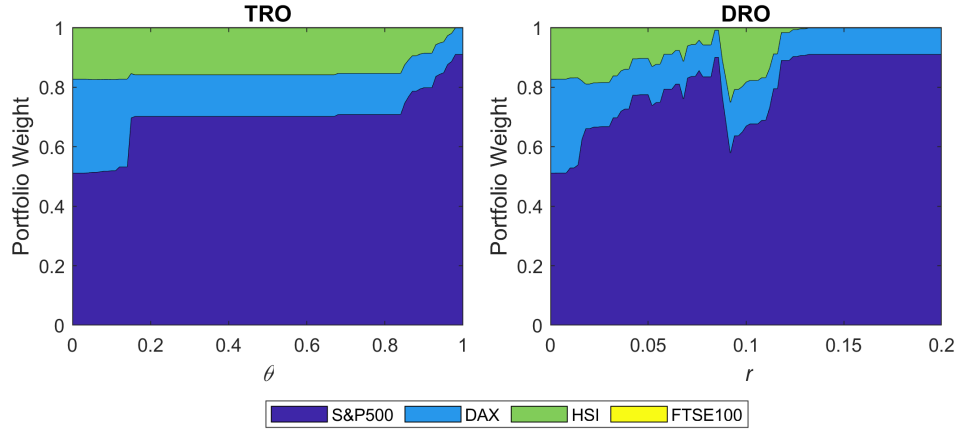 TRO
DRO
Portfolio Weight
1
0.8
0.6
0.4
0.2
0
0 0.2 0.4 0.6 0.8 1
θ
Portfolio Weight
1
0.8
0.6
0.4
0.2
0
0 0.05 0.1 0.15 0.2
r
S&P500 DAX HSI FTSE100